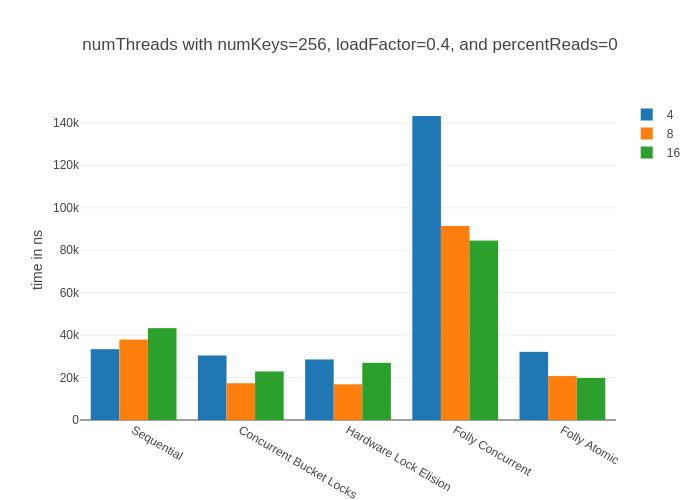 numThreads with numKeys=256, loadFactor=0.4, and percentReads=0
4
8
16
140k
120k
100k
80k
60k
40k
20k
0
time in ns
Sequential
Concurrent Bucket Locks
Hardware Lock Elision
Folly Concurrent
Folly Atomic